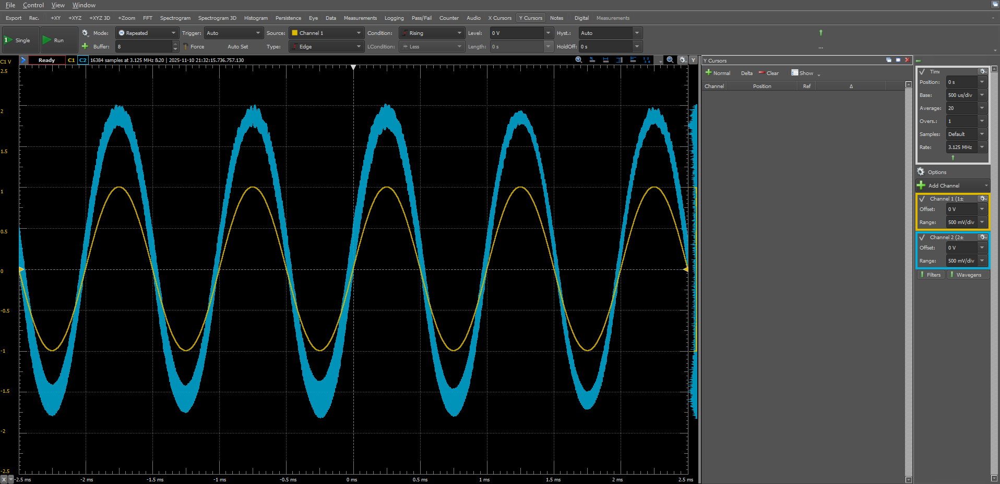 File Control View Window
Export Rec. +XY +XYZ +XYZ 3D +Zoom FFT Spectrogram Spectrogram 3D Histogram Persistence Eye Data Measurements Logging Pass/Fail Counter Audio X Cursors Y Cursors Notes Digital Measurements
1 Single Run Mode: Repeated Trigger: Auto Source: Channel 1 Condition: Rising Level: 0 V Hyst.: Auto
Buffer: 8 Force Auto Set Type: Edge LCondition: Less Length: 0 s HoldOff: 0 s ...
C1 V Ready C1 C2 16384 samples at 3.125 MHz &20 | 2025-11-10 21:32:15.736.757.130 Y
2.5
2
1.5
1
0.5
0
-0.5
-1
-1.5
-2
-2.5
X -2.5 ms -2 ms -1.5 ms -1 ms -0.5 ms 0 ms 0.5 ms 1 ms 1.5 ms 2 ms 2.5 ms
Y Cursors
Normal Delta Clear Show
Channel Position Ref Δ
Time
Position: 0 s
Base: 500 us/div
Average: 20
Overs.: 1
Samples: Default
Rate: 3.125 MHz
Options
Add Channel
Channel 1 (1±
Offset: 0 V
Range: 500 mV/div
Channel 2 (2±
Offset: 0 V
Range: 500 mV/div
Filters Wavegens